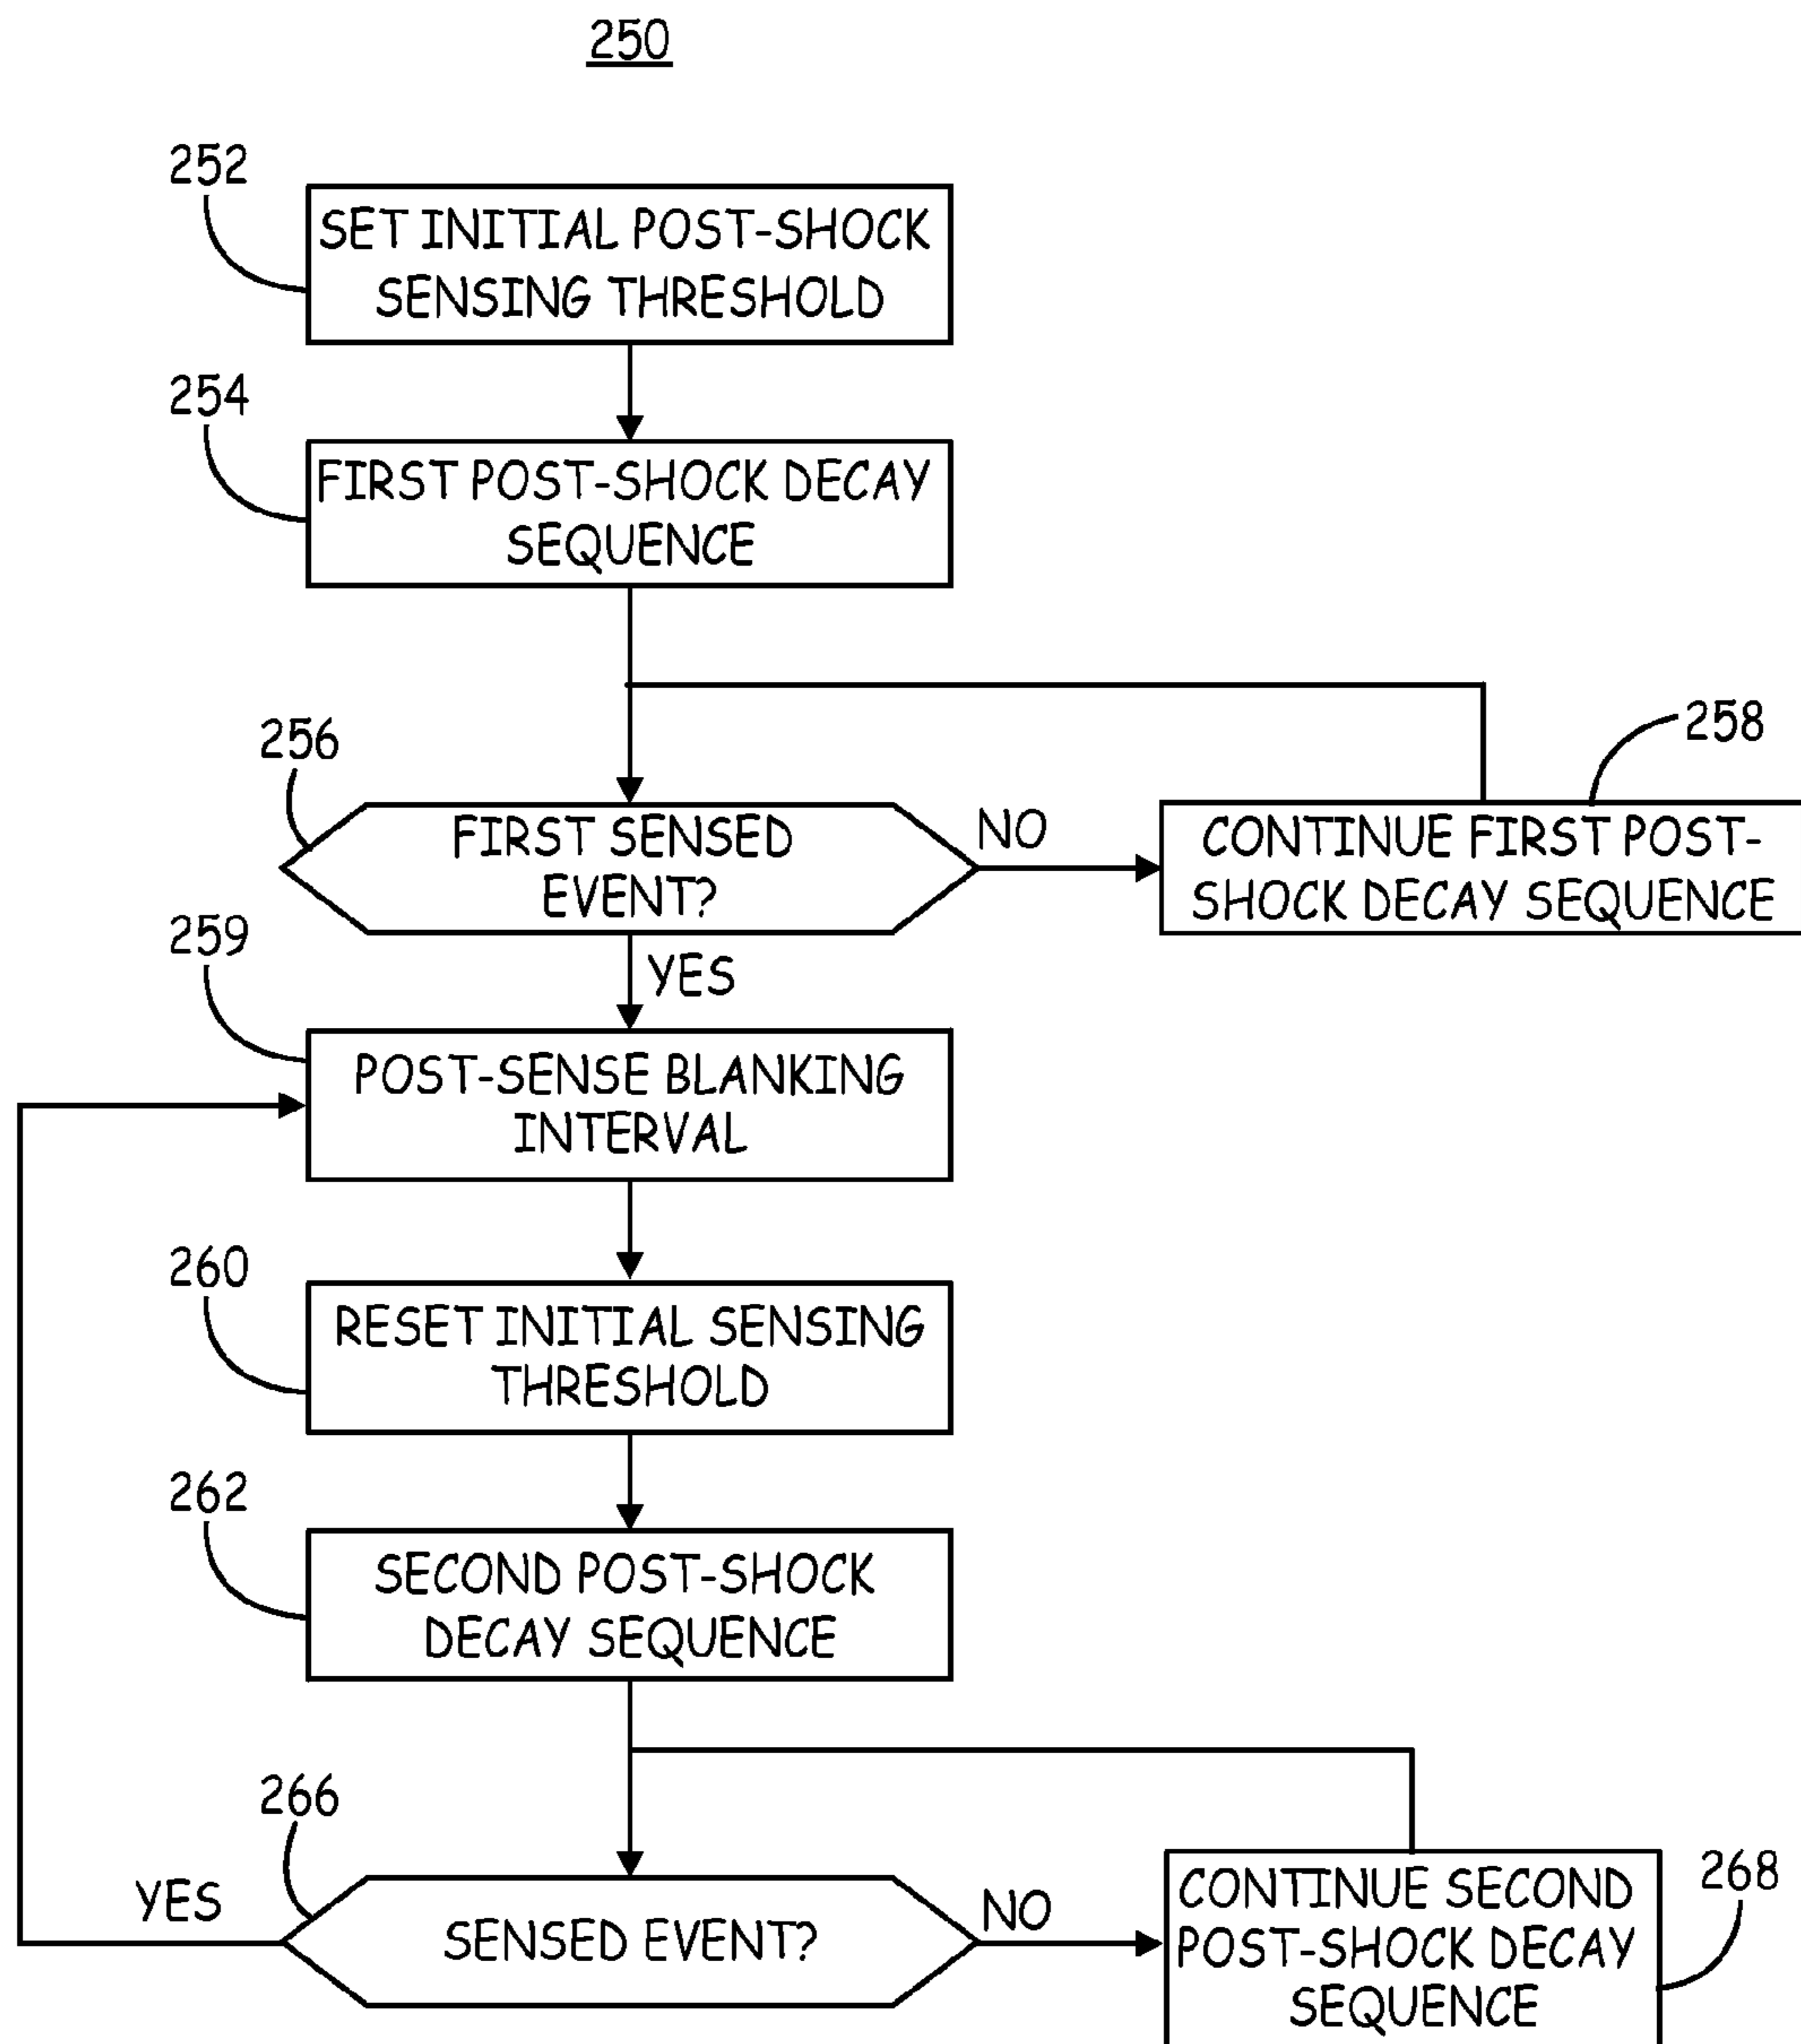 250
252
SET INITIAL POST-SHOCK
SENSING THRESHOLD
254
FIRST POST-SHOCK DECAY
SEQUENCE
256
FIRST SENSED
EVENT?
NO
258
CONTINUE FIRST POST-
SHOCK DECAY SEQUENCE
YES
259
POST-SENSE BLANKING
INTERVAL
260
RESET INITIAL SENSING
THRESHOLD
262
SECOND POST-SHOCK
DECAY SEQUENCE
266
YES
SENSED EVENT?
NO
268
CONTINUE SECOND
POST-SHOCK DECAY
SEQUENCE